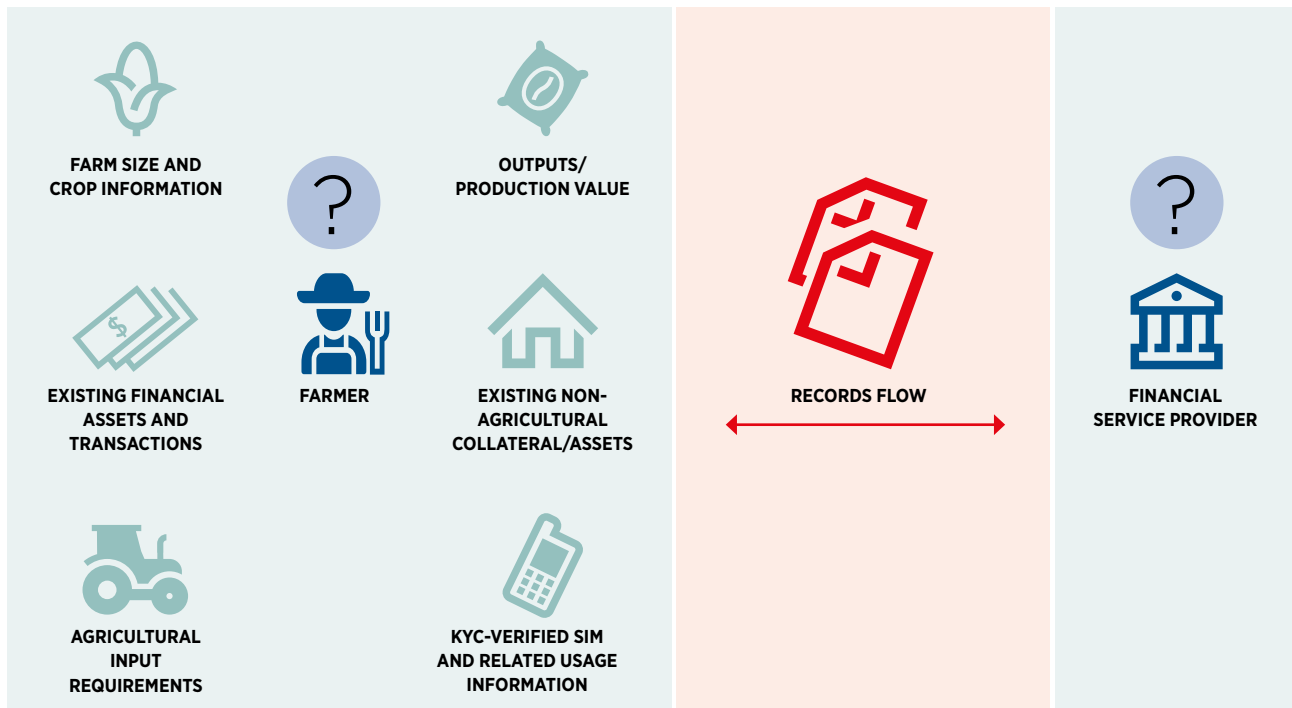 FARM SIZE AND
CROP INFORMATION
?
OUTPUTS/
PRODUCTION VALUE
?
$
EXISTING FINANCIAL
ASSETS AND
TRANSACTIONS
FARMER
EXISTING NON-
AGRICULTURAL
COLLATERAL/ASSETS
RECORDS FLOW
FINANCIAL
SERVICE PROVIDER
AGRICULTURAL
INPUT
REQUIREMENTS
KYC-VERIFIED SIM
AND RELATED USAGE
INFORMATION